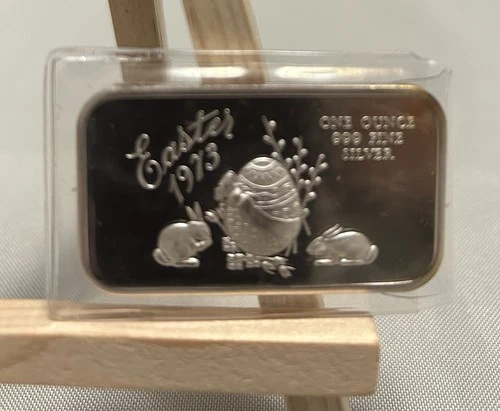 Easter
1973
ONE OUNCE
999 FINE
SILVER